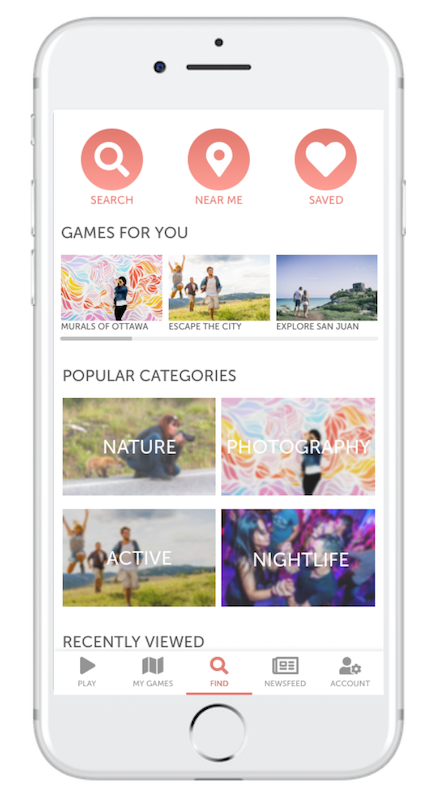 SEARCH NEAR ME SAVED
GAMES FOR YOU
MURALS OF OTTAWA ESCAPE THE CITY EXPLORE SAN JUAN
POPULAR CATEGORIES
NATURE PHOTOGRAPHY
ACTIVE NIGHTLIFE
RECENTLY VIEWED
PLAY MY GAMES FIND NEWSFEED ACCOUNT